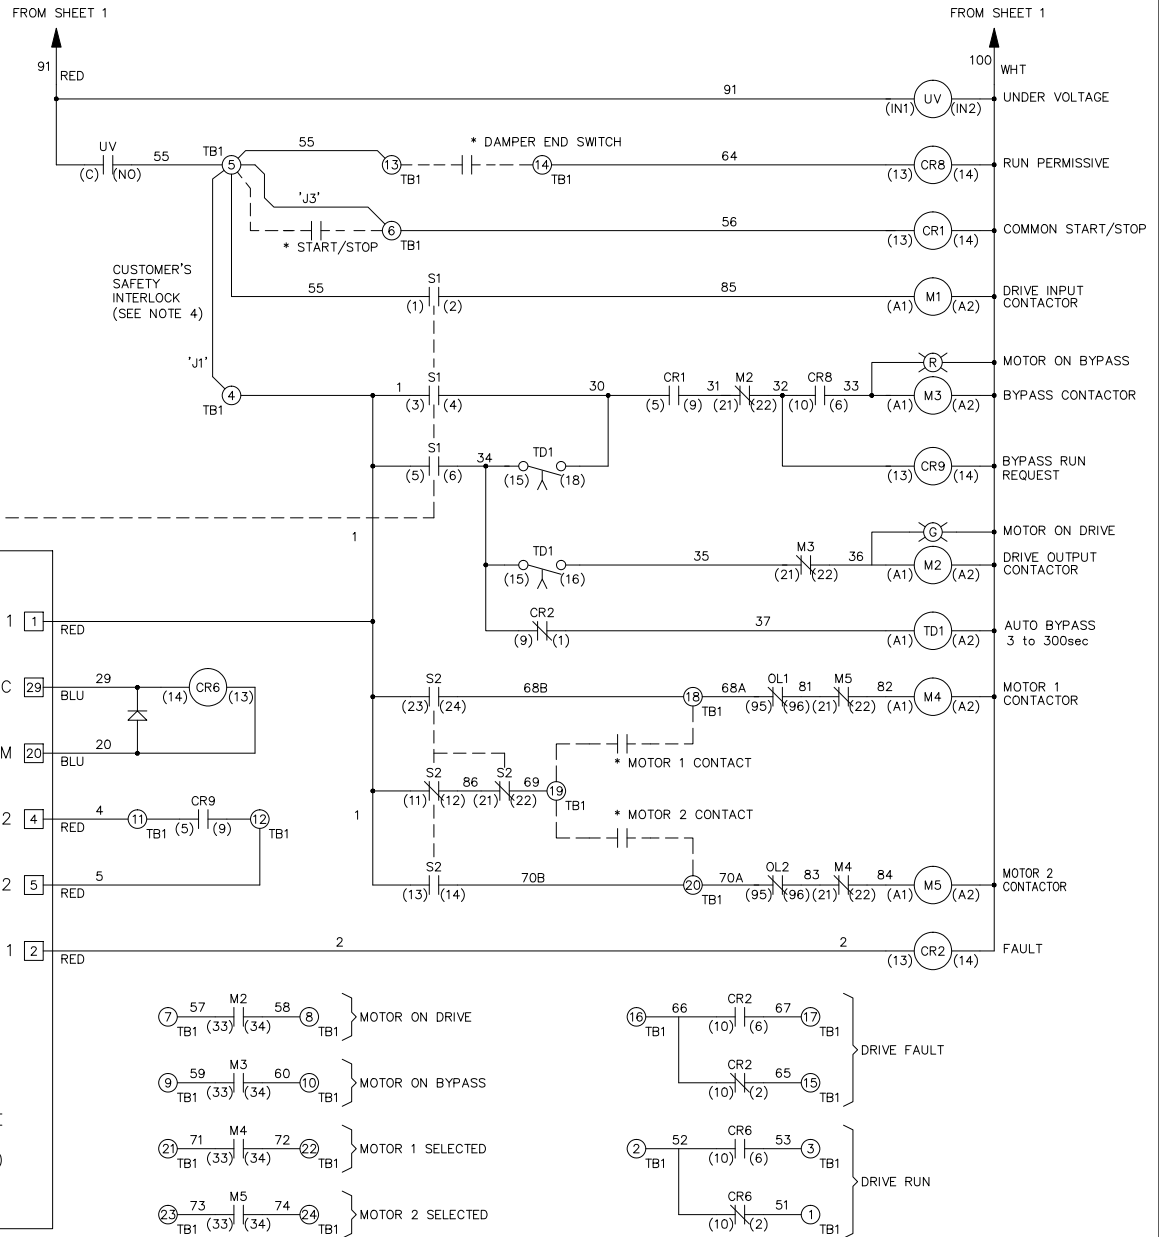 FROM SHEET 1 FROM SHEET 1
91 RED 100 WHT
91 (IN1) UV (IN2) UNDER VOLTAGE
UV (C) (NO) 55 TB1 5 55 13 TB1 * DAMPER END SWITCH 14 TB1 64 (13) CR8 (14) RUN PERMISSIVE
'J3'
* START/STOP 6 TB1 56 (13) CR1 (14) COMMON START/STOP
CUSTOMER'S
SAFETY
INTERLOCK
(SEE NOTE 4)
55 S1 (1) (2) 85 (A1) M1 (A2) DRIVE INPUT
CONTACTOR
'J1'
R MOTOR ON BYPASS
TB1 4 1 S1 (3) (4) 30 CR1 (5) (9) 31 M2 (21) (22) 32 CR8 (10) (6) 33 (A1) M3 (A2) BYPASS CONTACTOR
S1 (5) (6) 34 TD1 (15) (18) (13) CR9 (14) BYPASS RUN
REQUEST
1
G MOTOR ON DRIVE
TD1 (15) (16) 35 M3 (21) (22) 36 (A1) M2 (A2) DRIVE OUTPUT
CONTACTOR
1 1 RED
CR2 (9) (1) 37 (A1) TD1 (A2) AUTO BYPASS
3 to 300sec
C 29 BLU 29 (14) CR6 (13)
S2 (23) (24) 68B 18 TB1 68A OL1 (95) (96) 81 M5 (21) (22) 82 (A1) M4 (A2) MOTOR 1
CONTACTOR
M 20 BLU 20
* MOTOR 1 CONTACT
S2 (11) (12) 86 S2 (21) (22) 69 19 TB1
* MOTOR 2 CONTACT
1
2 4 RED 4 11 TB1 CR9 (5) (9) 12 TB1
2 5 RED 5
S2 (13) (14) 70B 20 TB1 70A OL2 (95) (96) 83 M4 (21) (22) 84 (A1) M5 (A2) MOTOR 2
CONTACTOR
1 2 RED 2 2 (13) CR2 (14) FAULT
7 TB1 57 M2 (33) (34) 58 8 TB1 MOTOR ON DRIVE
9 TB1 59 M3 (33) (34) 60 10 TB1 MOTOR ON BYPASS
21 TB1 71 M4 (33) (34) 72 22 TB1 MOTOR 1 SELECTED
23 TB1 73 M5 (33) (34) 74 24 TB1 MOTOR 2 SELECTED
16 TB1 66 CR2 (10) (6) 67 17 TB1
CR2 (10) (2) 65 15 TB1
DRIVE FAULT
2 TB1 52 CR6 (10) (6) 53 3 TB1
CR6 (10) (2) 51 1 TB1
DRIVE RUN
)